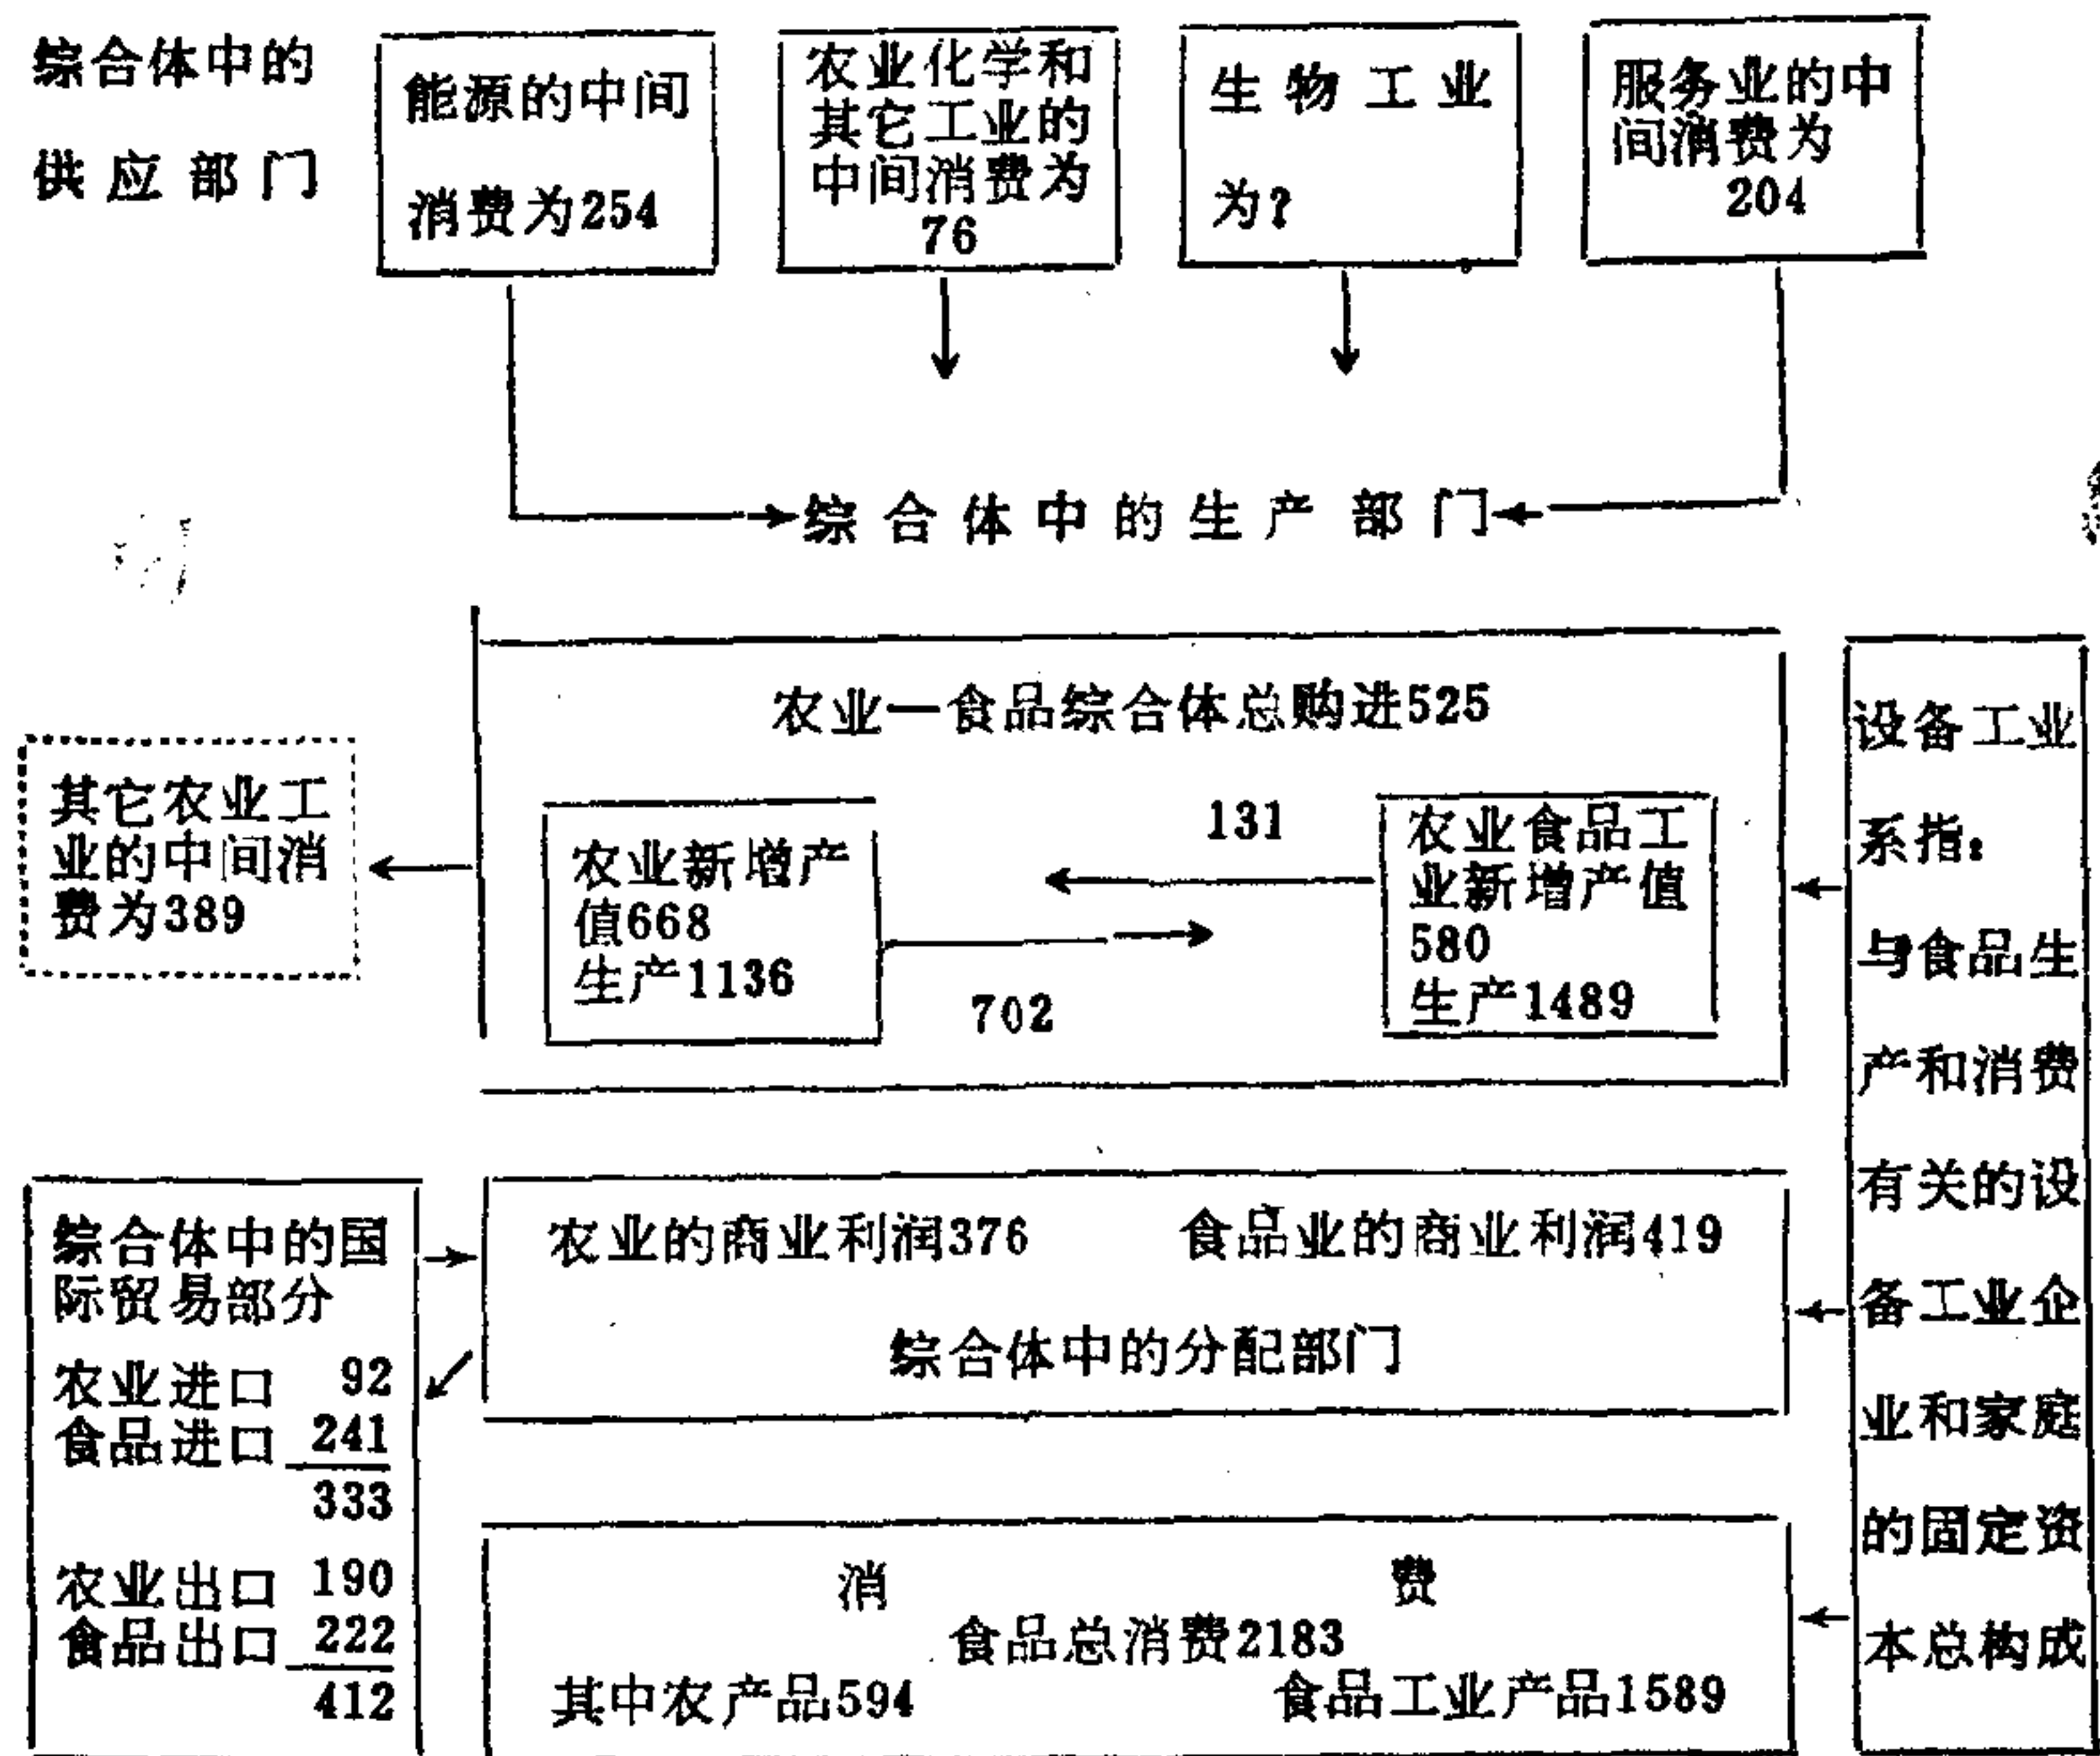 综合体中的
供应部门
能源的中间
消费为254
农业化学和
其它工业的
中间消费为
76
生物工业
为?
服务业的中
间消费为
204
综合体中的生产部门
农业—食品综合体总购进525
其它农业工
业的中间消
费为389
农业新增产
值668
生产1136
131
702
农业食品工
业新增产值
580
生产1489
设备工业
系指:
与食品生
产和消费
有关的设
备工业企
业和家庭
的固定资
本总构成
综合体中的国
际贸易部分
农业进口 92
食品进口 241
333
农业出口 190
食品出口 222
412
农业的商业利润376 食品业的商业利润419
综合体中的分配部门
消费
食品总消费2183
其中农产品594 食品工业产品1589